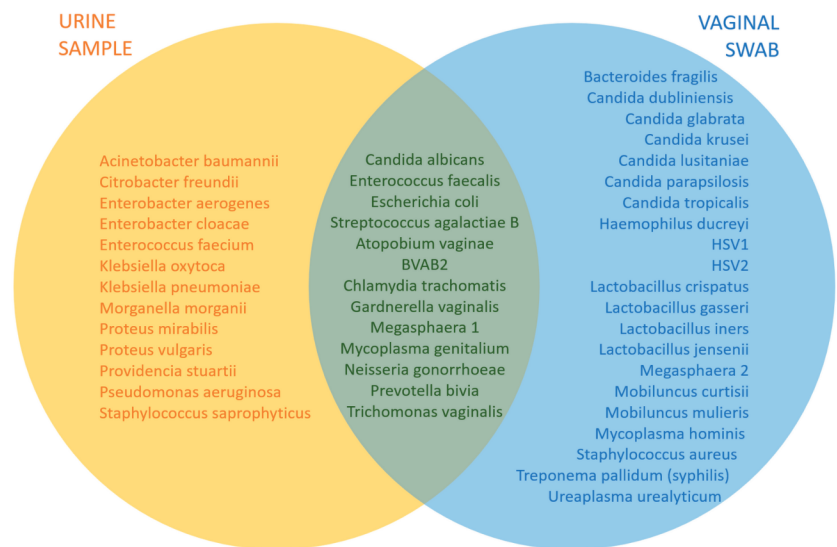 URINE
SAMPLE
VAGINAL
SWAB
Acinetobacter baumannii
Citrobacter freundii
Enterobacter aerogenes
Enterobacter cloacae
Enterococcus faecium
Klebsiella oxytoca
Klebsiella pneumoniae
Morganella morganii
Proteus mirabilis
Proteus vulgaris
Providencia stuartii
Pseudomonas aeruginosa
Staphylococcus saprophyticus
Candida albicans
Enterococcus faecalis
Escherichia coli
Streptococcus agalactiae B
Atopobium vaginae
BVAB2
Chlamydia trachomatis
Gardnerella vaginalis
Megasphaera 1
Mycoplasma genitalium
Neisseria gonorrhoeae
Prevotella bivia
Trichomonas vaginalis
Bacteroides fragilis
Candida dubliniensis
Candida glabrata
Candida krusei
Candida lusitaniae
Candida parapsilosis
Candida tropicalis
Haemophilus ducreyi
HSV1
HSV2
Lactobacillus crispatus
Lactobacillus gasseri
Lactobacillus iners
Lactobacillus jensenii
Megasphaera 2
Mobiluncus curtisii
Mobiluncus mulieris
Mycoplasma hominis
Staphylococcus aureus
Treponema pallidum (syphilis)
Ureaplasma urealyticum